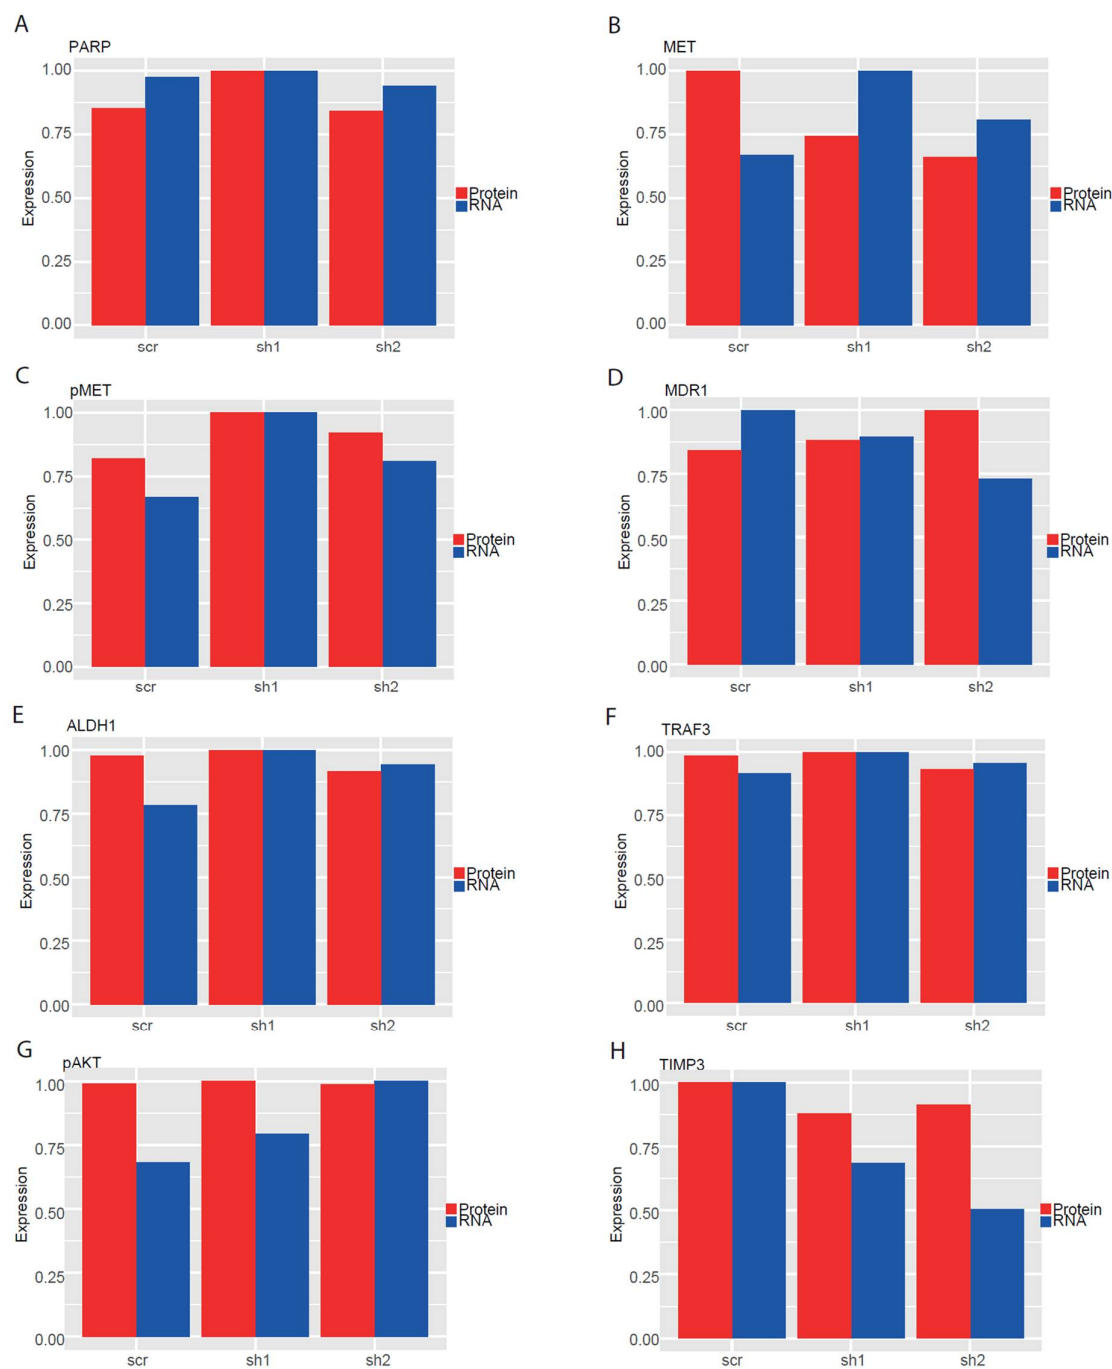 A
PARP
1.00
0.75
0.50
0.25
0.00
Expression
scr sh1 sh2
Protein
RNA
B
MET
1.00
0.75
0.50
0.25
0.00
Expression
scr sh1 sh2
Protein
RNA
C
pMET
1.00
0.75
0.50
0.25
0.00
Expression
scr sh1 sh2
Protein
RNA
D
MDR1
1.00
0.75
0.50
0.25
0.00
Expression
scr sh1 sh2
Protein
RNA
E
ALDH1
1.00
0.75
0.50
0.25
0.00
Expression
scr sh1 sh2
Protein
RNA
F
TRAF3
1.00
0.75
0.50
0.25
0.00
Expression
scr sh1 sh2
Protein
RNA
G
pAKT
1.00
0.75
0.50
0.25
0.00
Expression
scr sh1 sh2
Protein
RNA
H
TIMP3
1.00
0.75
0.50
0.25
0.00
Expression
scr sh1 sh2
Protein
RNA